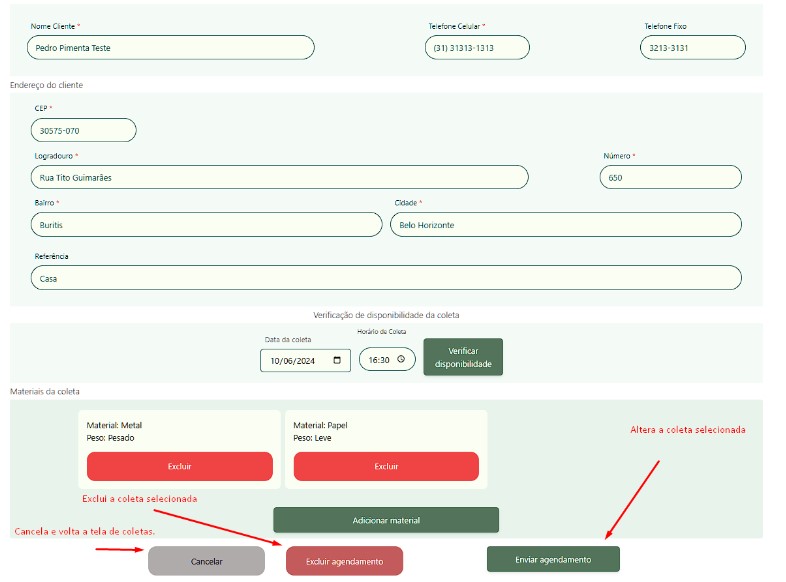 Nome Cliente * Telefone Celular * Telefone Fixo
Pedro Pimenta Teste (31) 31313-1313 3213-3131
Endereço do cliente
CEP *
30575-070
Logradouro * Número *
Rua Tito Guimarães 650
Bairro * Cidade *
Buritis Belo Horizonte
Referência
Casa
Verificação de disponibilidade da coleta
Data da coleta Horário de Coleta
10/06/2024 16:30 Verificar
disponibilidade
Materiais da coleta
Material: Metal Material: Papel
Peso: Pesado Peso: Leve
Altera a coleta selecionada
Excluir Excluir
Exclui a coleta selecionada
Adicionar material
Cancela e volta a tela de coletas.
Cancelar Excluir agendamento Enviar agendamento